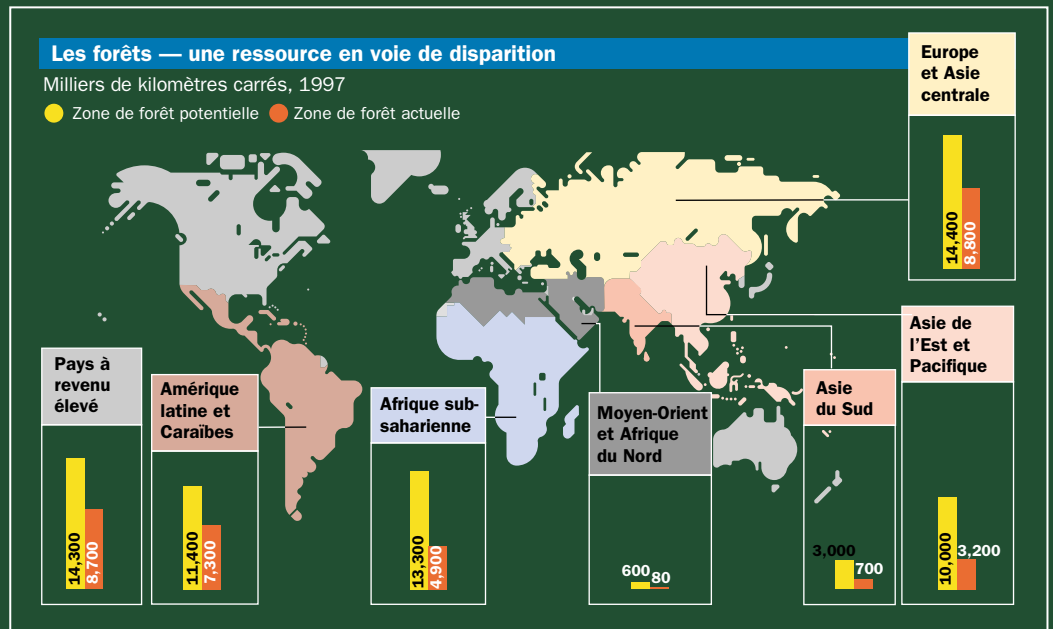 Les forêts — une ressource en voie de disparition
Milliers de kilomètres carrés, 1997
Zone de forêt potentielle
Zone de forêt actuelle
Europe
et Asie
centrale
14,400
8,800
Pays à
revenu
élevé
14,300
8,700
Amérique
latine et
Caraïbes
11,400
7,300
Afrique sub-
saharienne
13,300
4,900
Moyen-Orient
et Afrique
du Nord
600
80
Asie
du Sud
3,000
700
Asie de
l'Est et
Pacifique
10,000
3,200